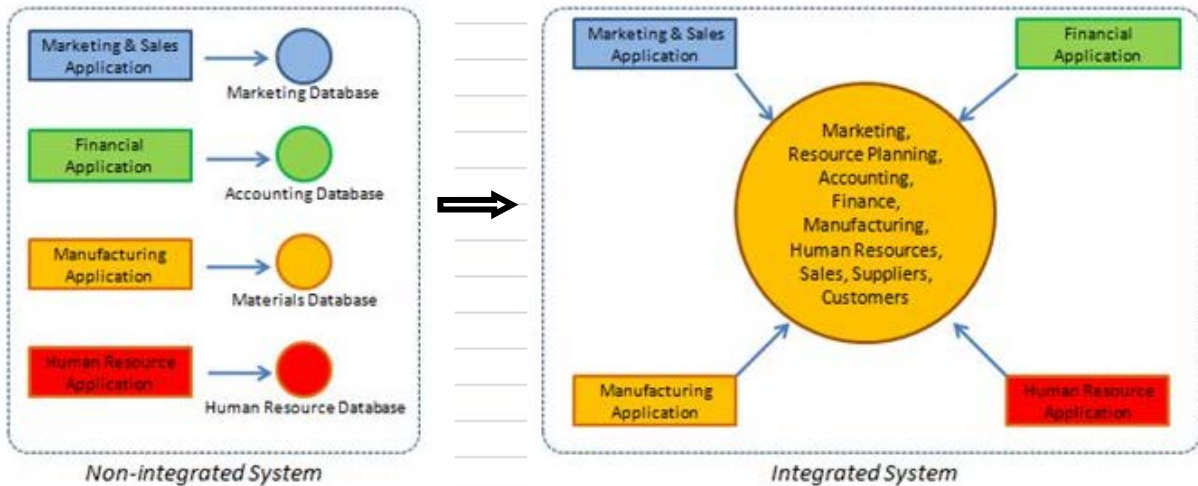 Marketing & Sales
Application
Marketing Database
Financial
Application
Accounting Database
Manufacturing
Application
Materials Database
Human Resource
Application
Human Resource Database
Non-integrated System
Marketing & Sales
Application
Financial
Application
Marketing,
Resource Planning,
Accounting,
Finance,
Manufacturing,
Human Resources,
Sales, Suppliers,
Customers
Manufacturing
Application
Human Resource
Application
Integrated System